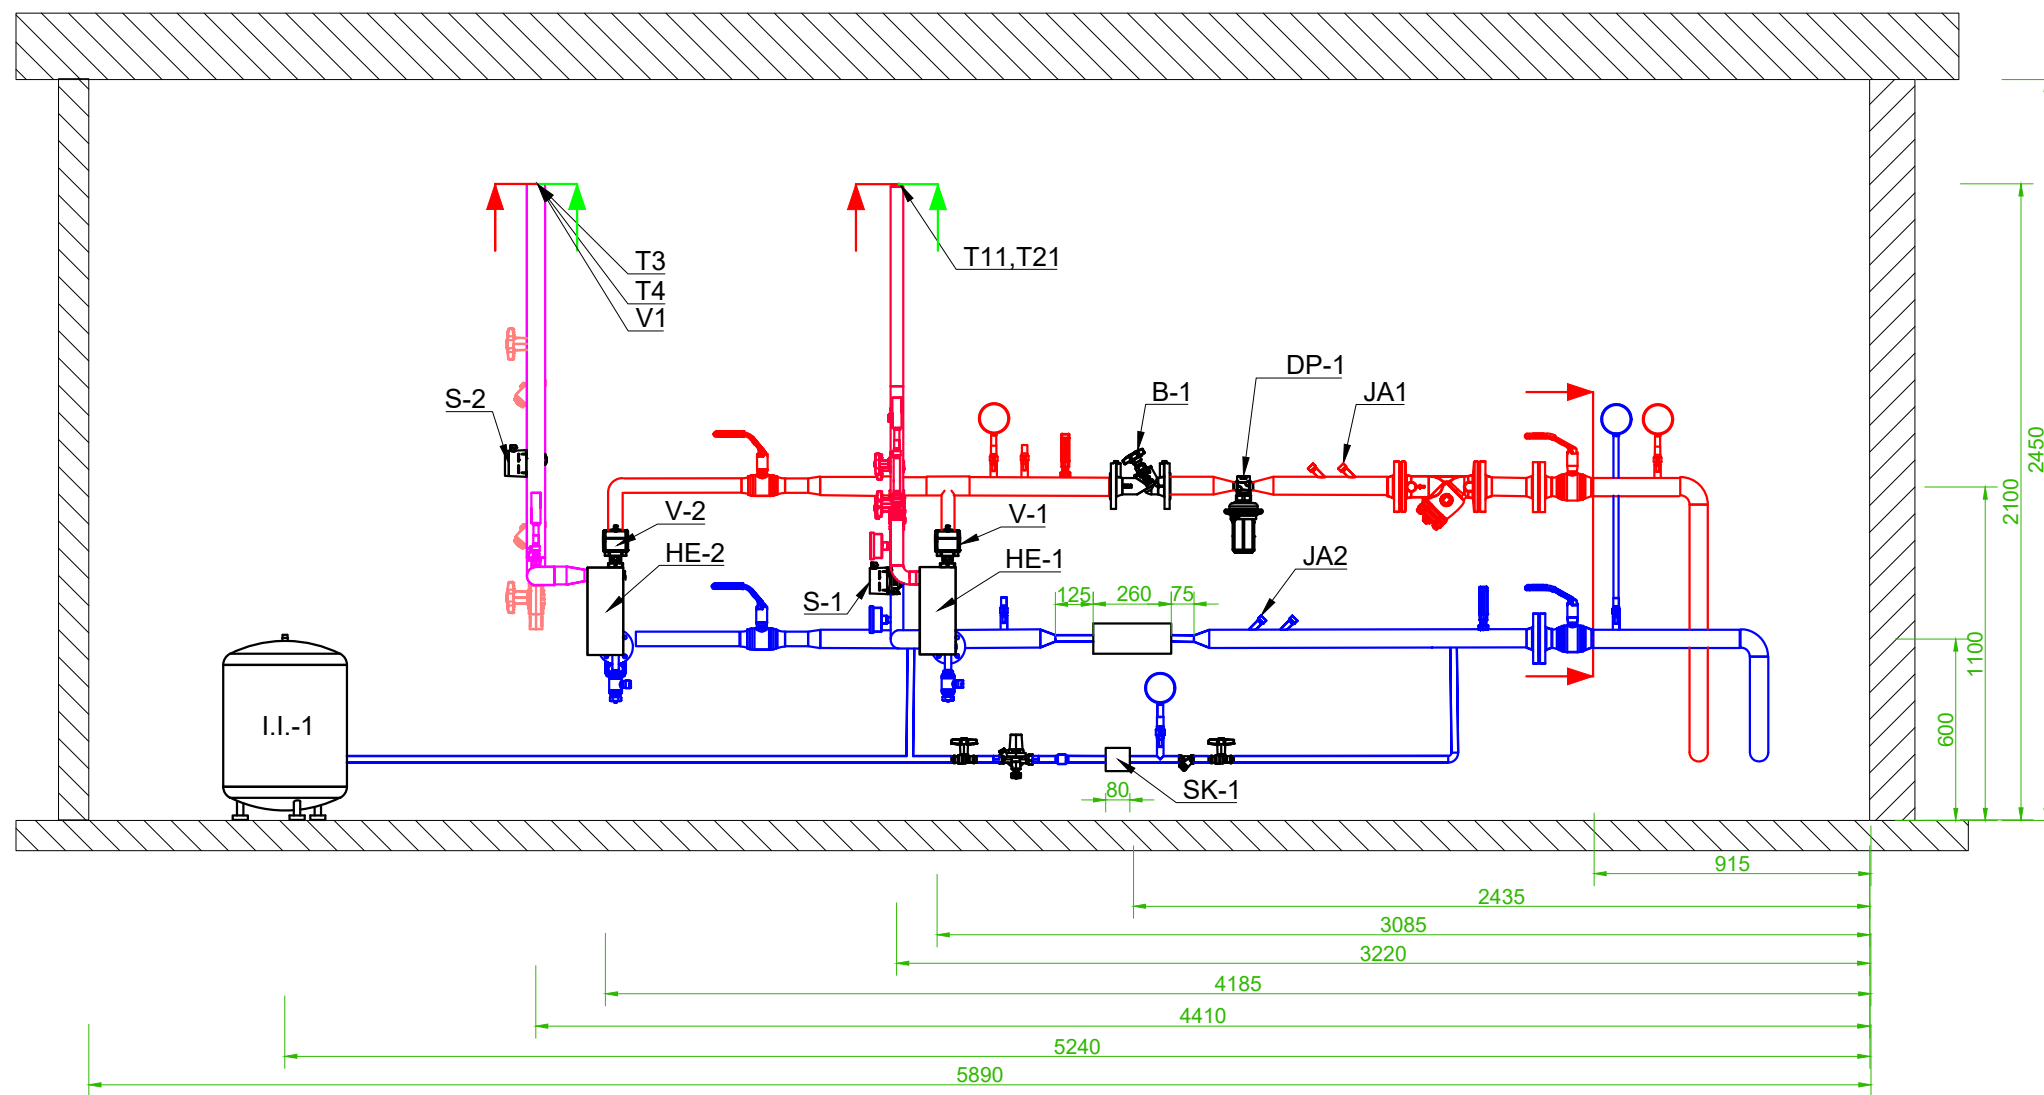 T3
T4
V1
T11,T21
DP-1
B-1
JA1
S-2
V-2
V-1
HE-2
HE-1
JA2
S-1
125
260
75
I.I.-1
SK-1
80
2450
2100
1100
600
915
2435
3085
3220
4185
4410
5240
5890